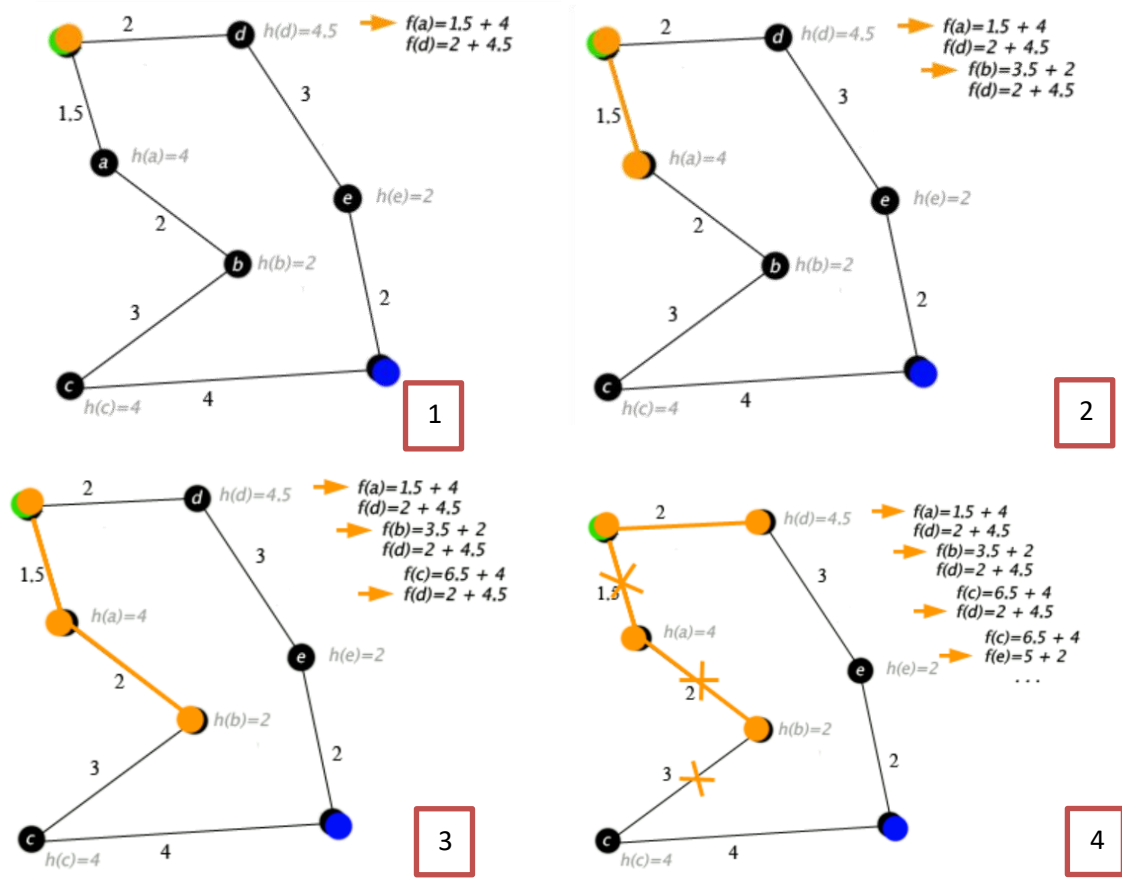 2
d
h(d)=4.5
f(a)=1.5 + 4
f(d)=2 + 4.5
3
1,5
a
h(a)=4
e
h(e)=2
2
b
h(b)=2
3
2
c
h(c)=4
4
1
2
d
h(d)=4.5
f(a)=1.5 + 4
f(d)=2 + 4.5
f(b)=3.5 + 2
f(d)=2 + 4.5
3
1,5
h(a)=4
e
h(e)=2
2
b
h(b)=2
3
2
c
h(c)=4
4
2
2
d
h(d)=4.5
f(a)=1.5 + 4
f(d)=2 + 4.5
f(b)=3.5 + 2
f(d)=2 + 4.5
f(c)=6.5 + 4
f(d)=2 + 4.5
3
1,5
h(a)=4
e
h(e)=2
2
h(b)=2
3
2
c
h(c)=4
4
3
2
h(d)=4.5
f(a)=1.5 + 4
f(d)=2 + 4.5
f(b)=3.5 + 2
f(d)=2 + 4.5
f(c)=6.5 + 4
f(d)=2 + 4.5
f(c)=6.5 + 4
f(e)=5 + 2
...
3
1,5
h(a)=4
e
h(e)=2
2
h(b)=2
3
2
c
h(c)=4
4
4